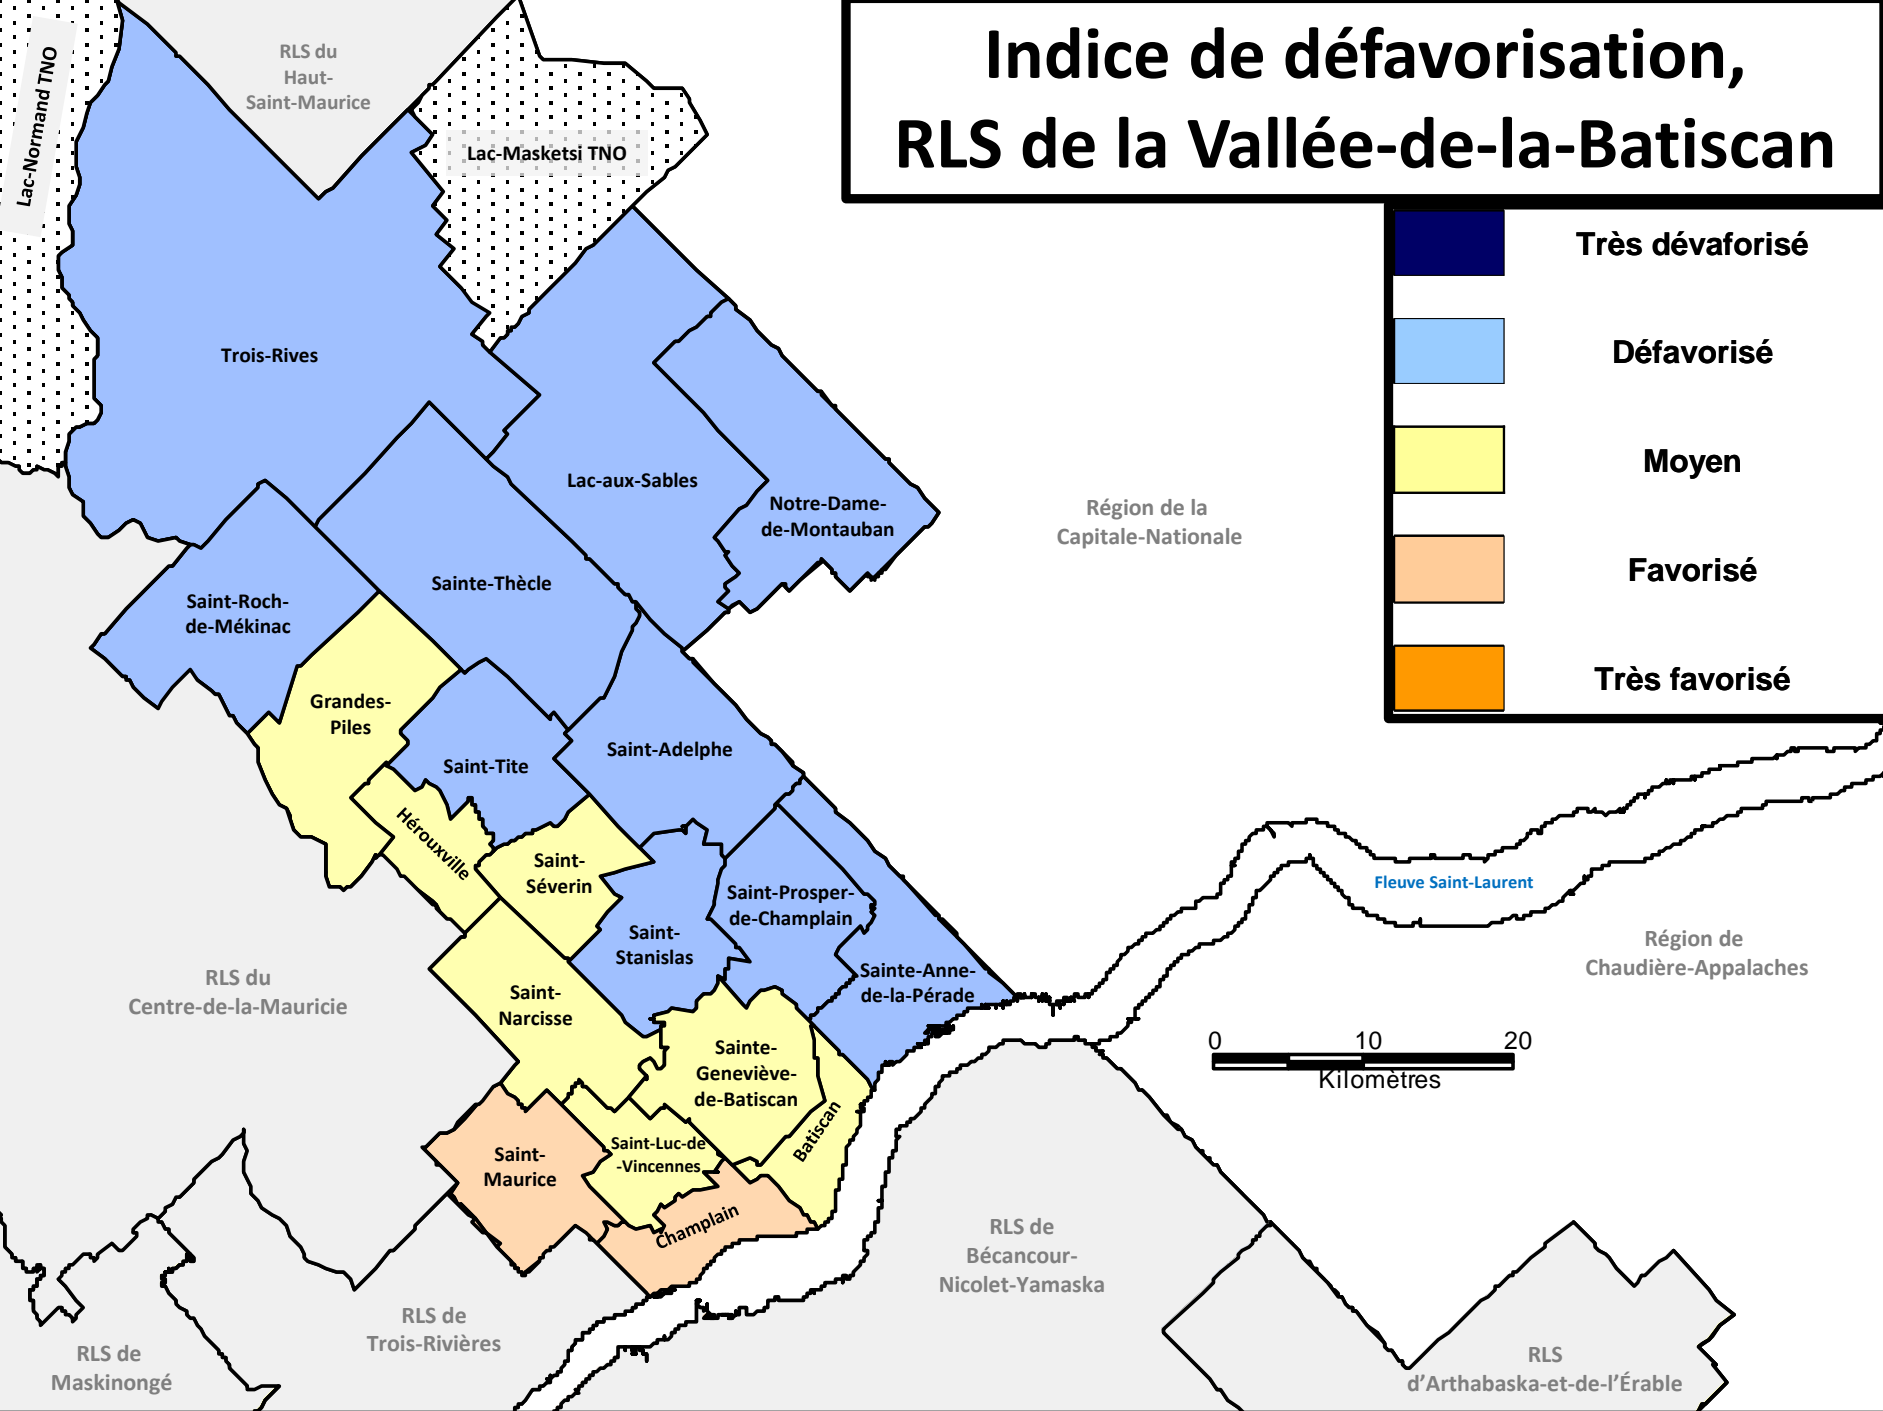 Indice de défavorisation,
RLS de la Vallée-de-la-Batiscan
Très dévaforisé
Défavorisé
Moyen
Favorisé
Très favorisé
Lac-Normand TNO
RLS du
Haut-
Saint-Maurice
Lac-Masketsi TNO
Trois-Rives
Lac-aux-Sables
Notre-Dame-
de-Montauban
Région de la
Capitale-Nationale
Sainte-Thècle
Saint-Roch-
de-Mékinac
Grandes-
Piles
Saint-Tite
Saint-Adelphe
Hérouxville
Saint-
Séverin
Saint-Prosper-
de-Champlain
Saint-
Stanislas
Sainte-Anne-
de-la-Pérade
Fleuve Saint-Laurent
Région de
Chaudière-Appalaches
RLS du
Centre-de-la-Mauricie
Saint-
Narcisse
Sainte-
Geneviève-
de-Batiscan
Batiscan
0 10 20
Kilomètres
Saint-
Maurice
Saint-Luc-de
-Vincennes
Champlain
RLS de
Bécancour-
Nicolet-Yamaska
RLS de
Trois-Rivières
RLS de
Maskinongé
RLS
d'Arthabaska-et-de-l'Érable